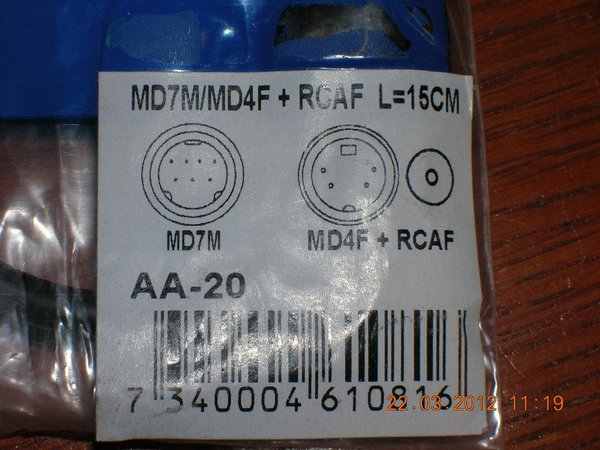 MD7M/MD4F + RCAF L=15CM
MD7M
MD4F + RCAF
AA-20
7 340004 610816
22.03.2012 11:19